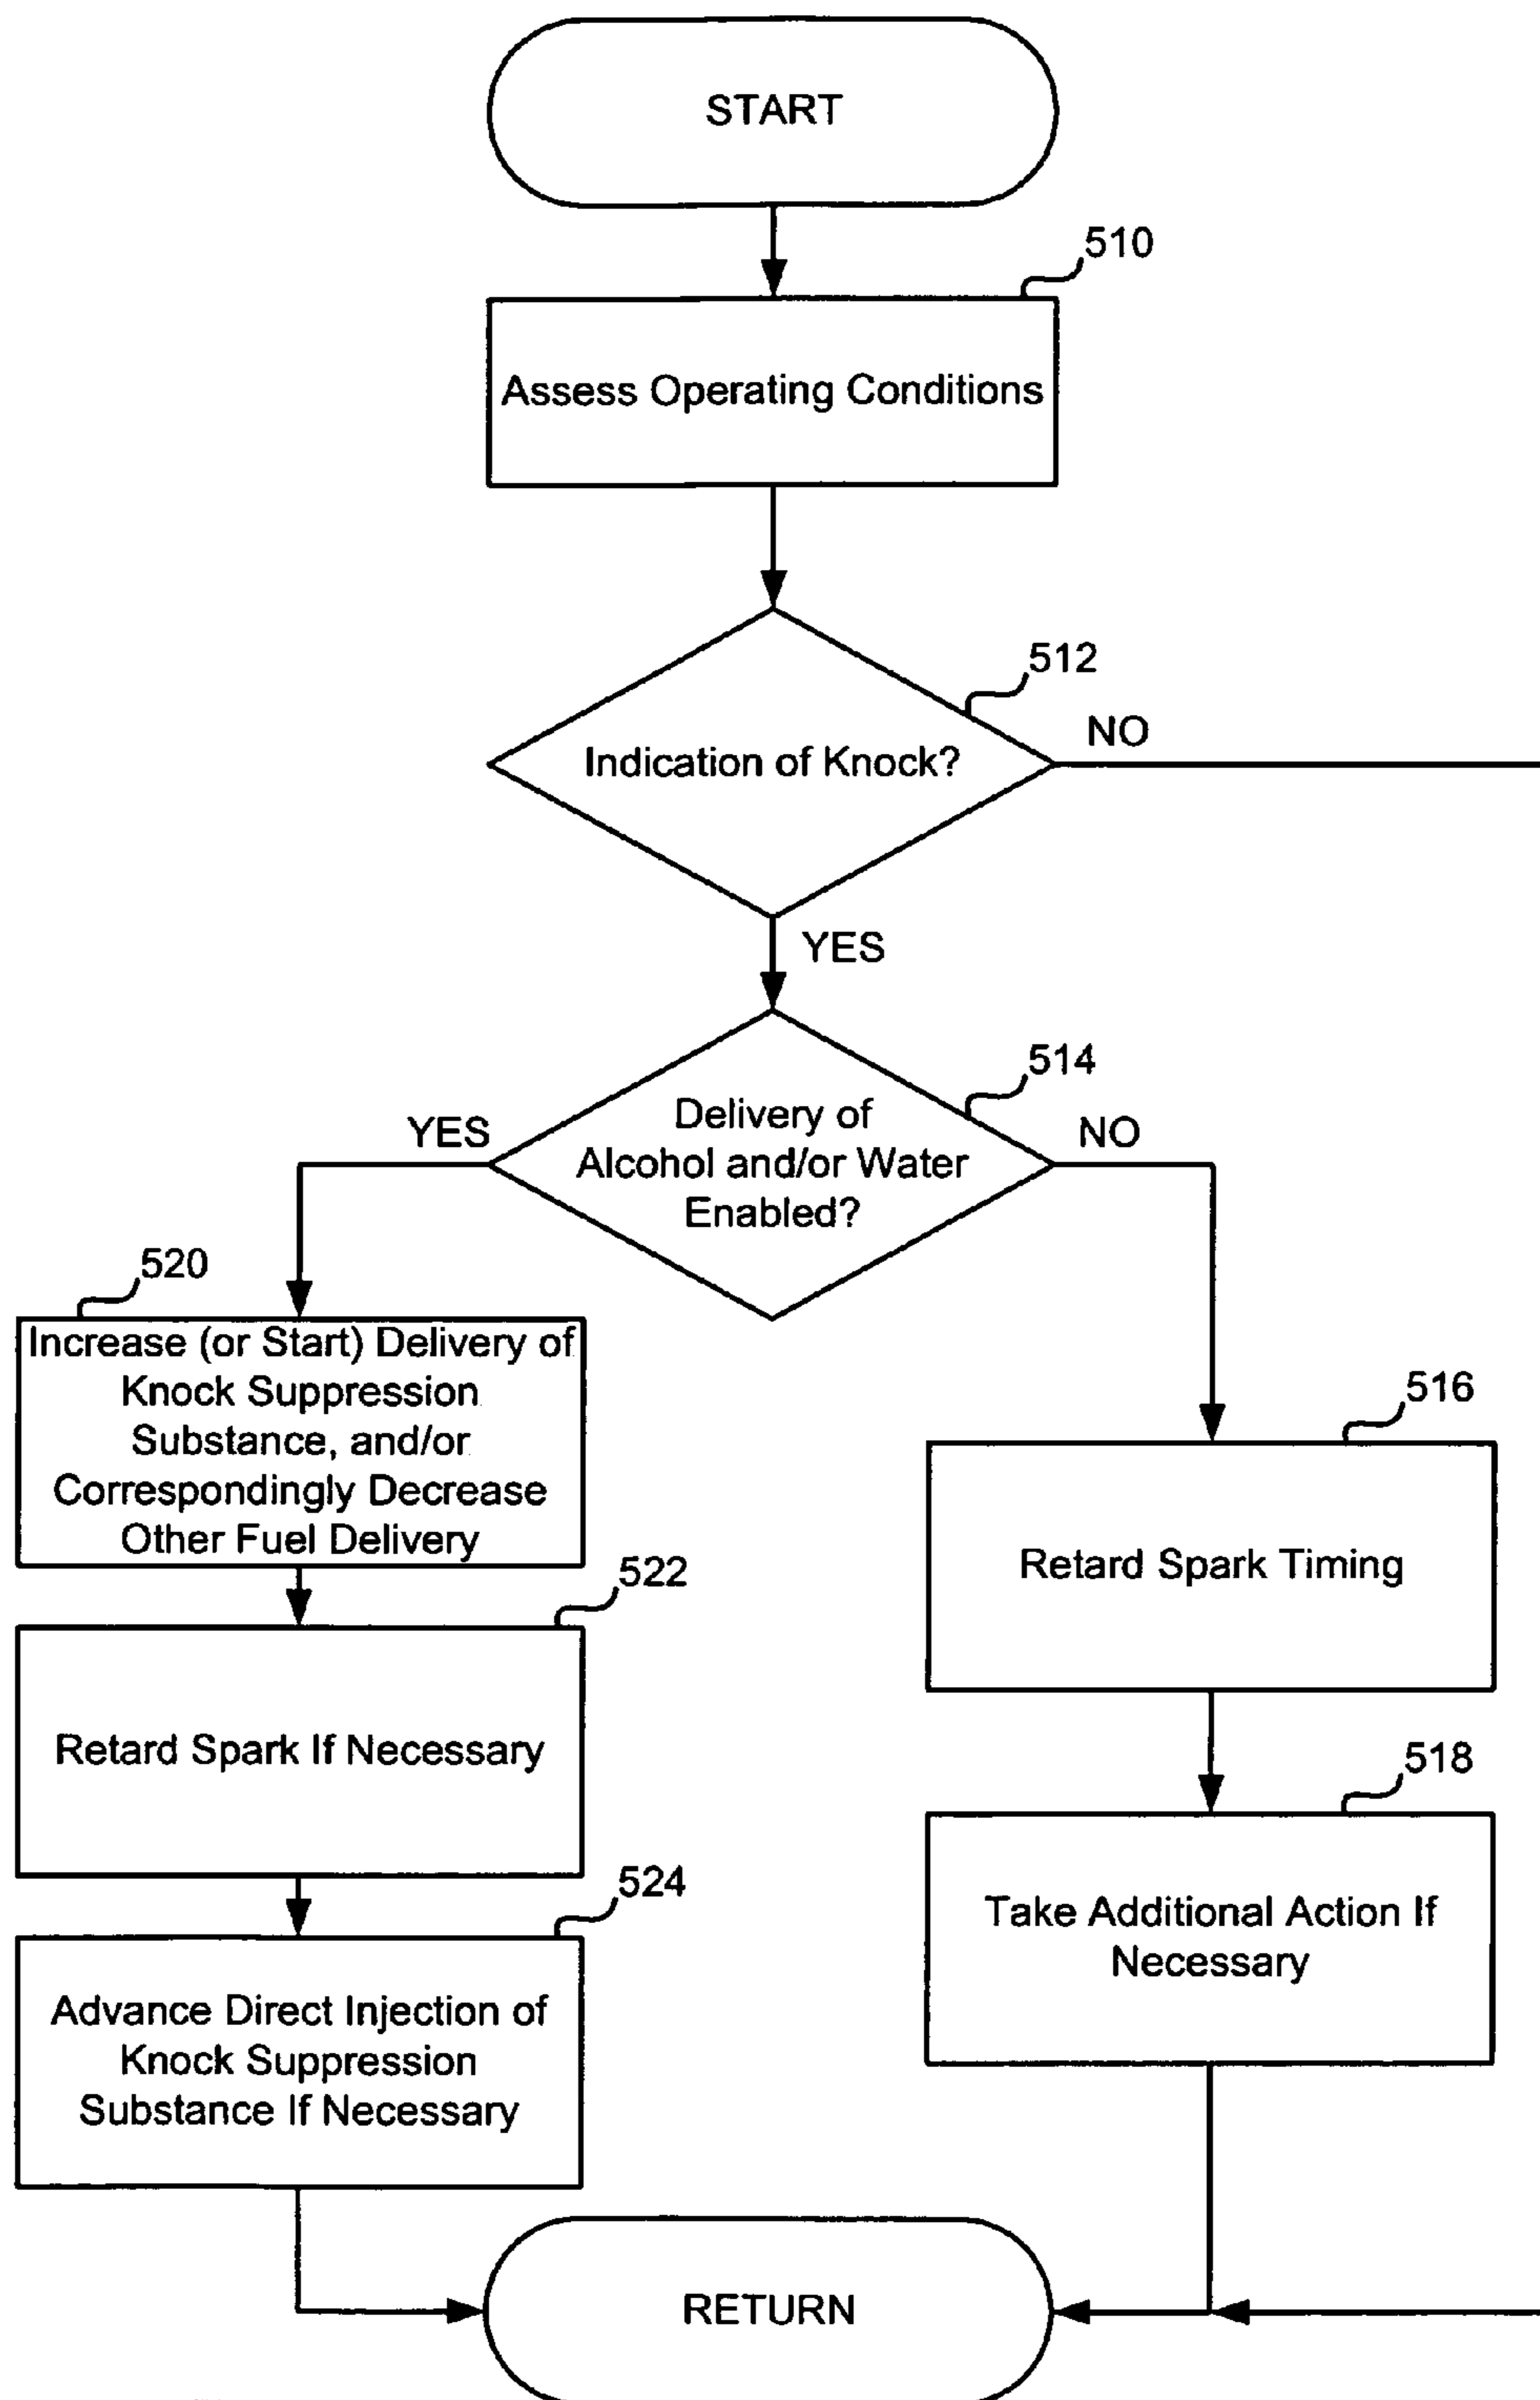 START
510
Assess Operating Conditions
512
Indication of Knock?
NO
YES
514
Delivery of
Alcohol and/or Water
Enabled?
YES
NO
520
Increase (or Start) Delivery of
Knock Suppression
Substance, and/or
Correspondingly Decrease
Other Fuel Delivery
516
Retard Spark Timing
522
Retard Spark If Necessary
518
Take Additional Action If
Necessary
524
Advance Direct Injection of
Knock Suppression
Substance If Necessary
RETURN